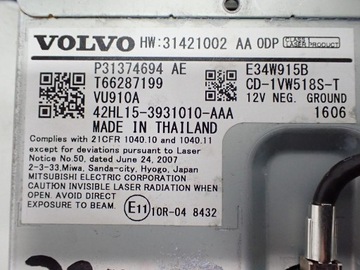 VOLVO HW:31421002 AA ODP CLASS 1 LASER PRODUCT
P31374694 AE
T66287199
VU910A
42HL15-3931010-AAA
MADE IN THAILAND
E34W915B
CD-1VW518S-T
12V NEG. GROUND
1606
Complies with 21CFR 1040.10 and 1040.11
except for deviations pursuant to Laser
Notice No.50, dated June 24, 2007
2-3-33,Miwa, Sanda-city, Hyogo, Japan
MITSUBISHI ELECTRIC CORPORATION
CAUTION INVISIBLE LASER RADIATION WHEN OPEN. AVOID DIRECT
EXPOSURE TO BEAM.
E11 10R-04 8432